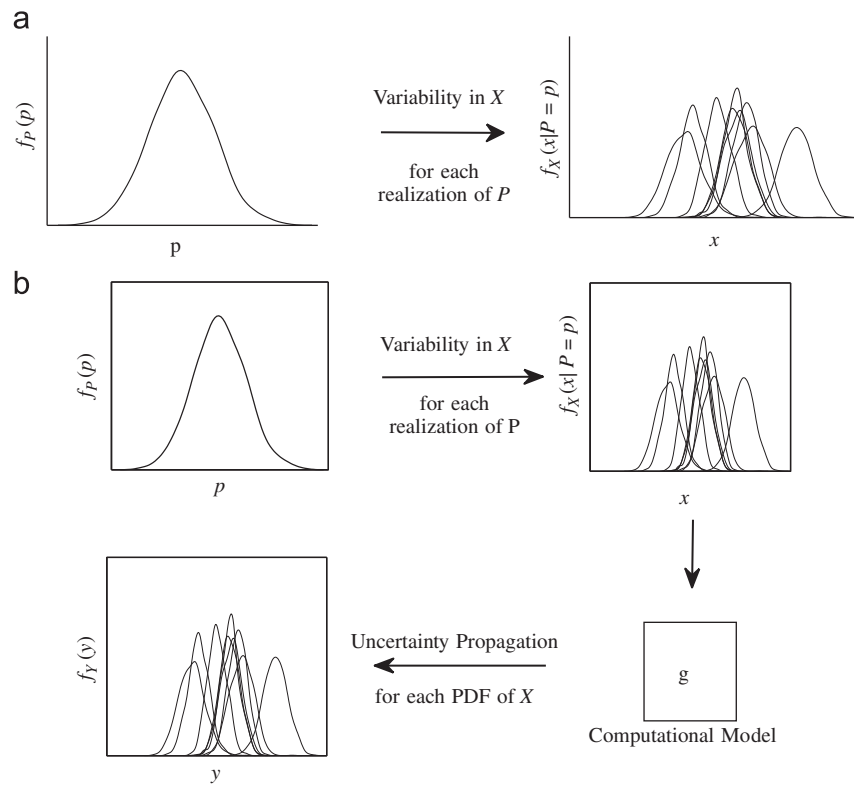 a
f_P(p)
p
Variability in X
for each
realization of P
f_X(x|P = p)
x
b
f_P(p)
p
Variability in X
for each
realization of P
f_X(x| P = p)
x
f_Y(y)
y
Uncertainty Propagation
for each PDF of X
g
Computational Model